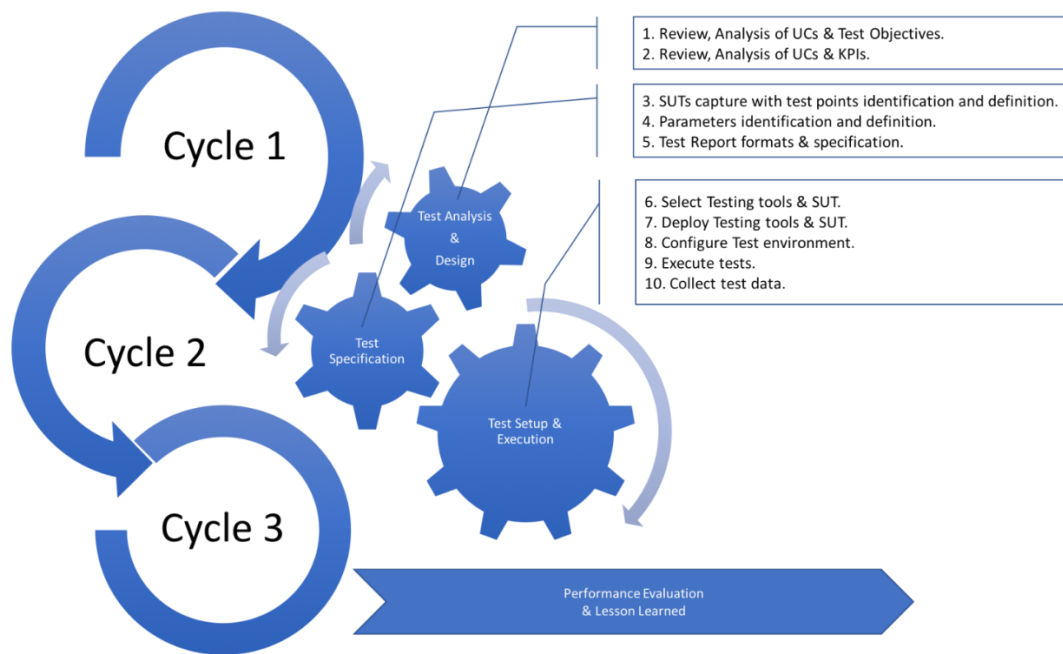 Cycle 1
Cycle 2
Cycle 3
Test Analysis
&
Design
Test
Specification
Test Setup &
Execution
1. Review, Analysis of UCs & Test Objectives.
2. Review, Analysis of UCs & KPIs.
3. SUTs capture with test points identification and definition.
4. Parameters identification and definition.
5. Test Report formats & specification.
6. Select Testing tools & SUT.
7. Deploy Testing tools & SUT.
8. Configure Test environment.
9. Execute tests.
10. Collect test data.
Performance Evaluation
& Lesson Learned